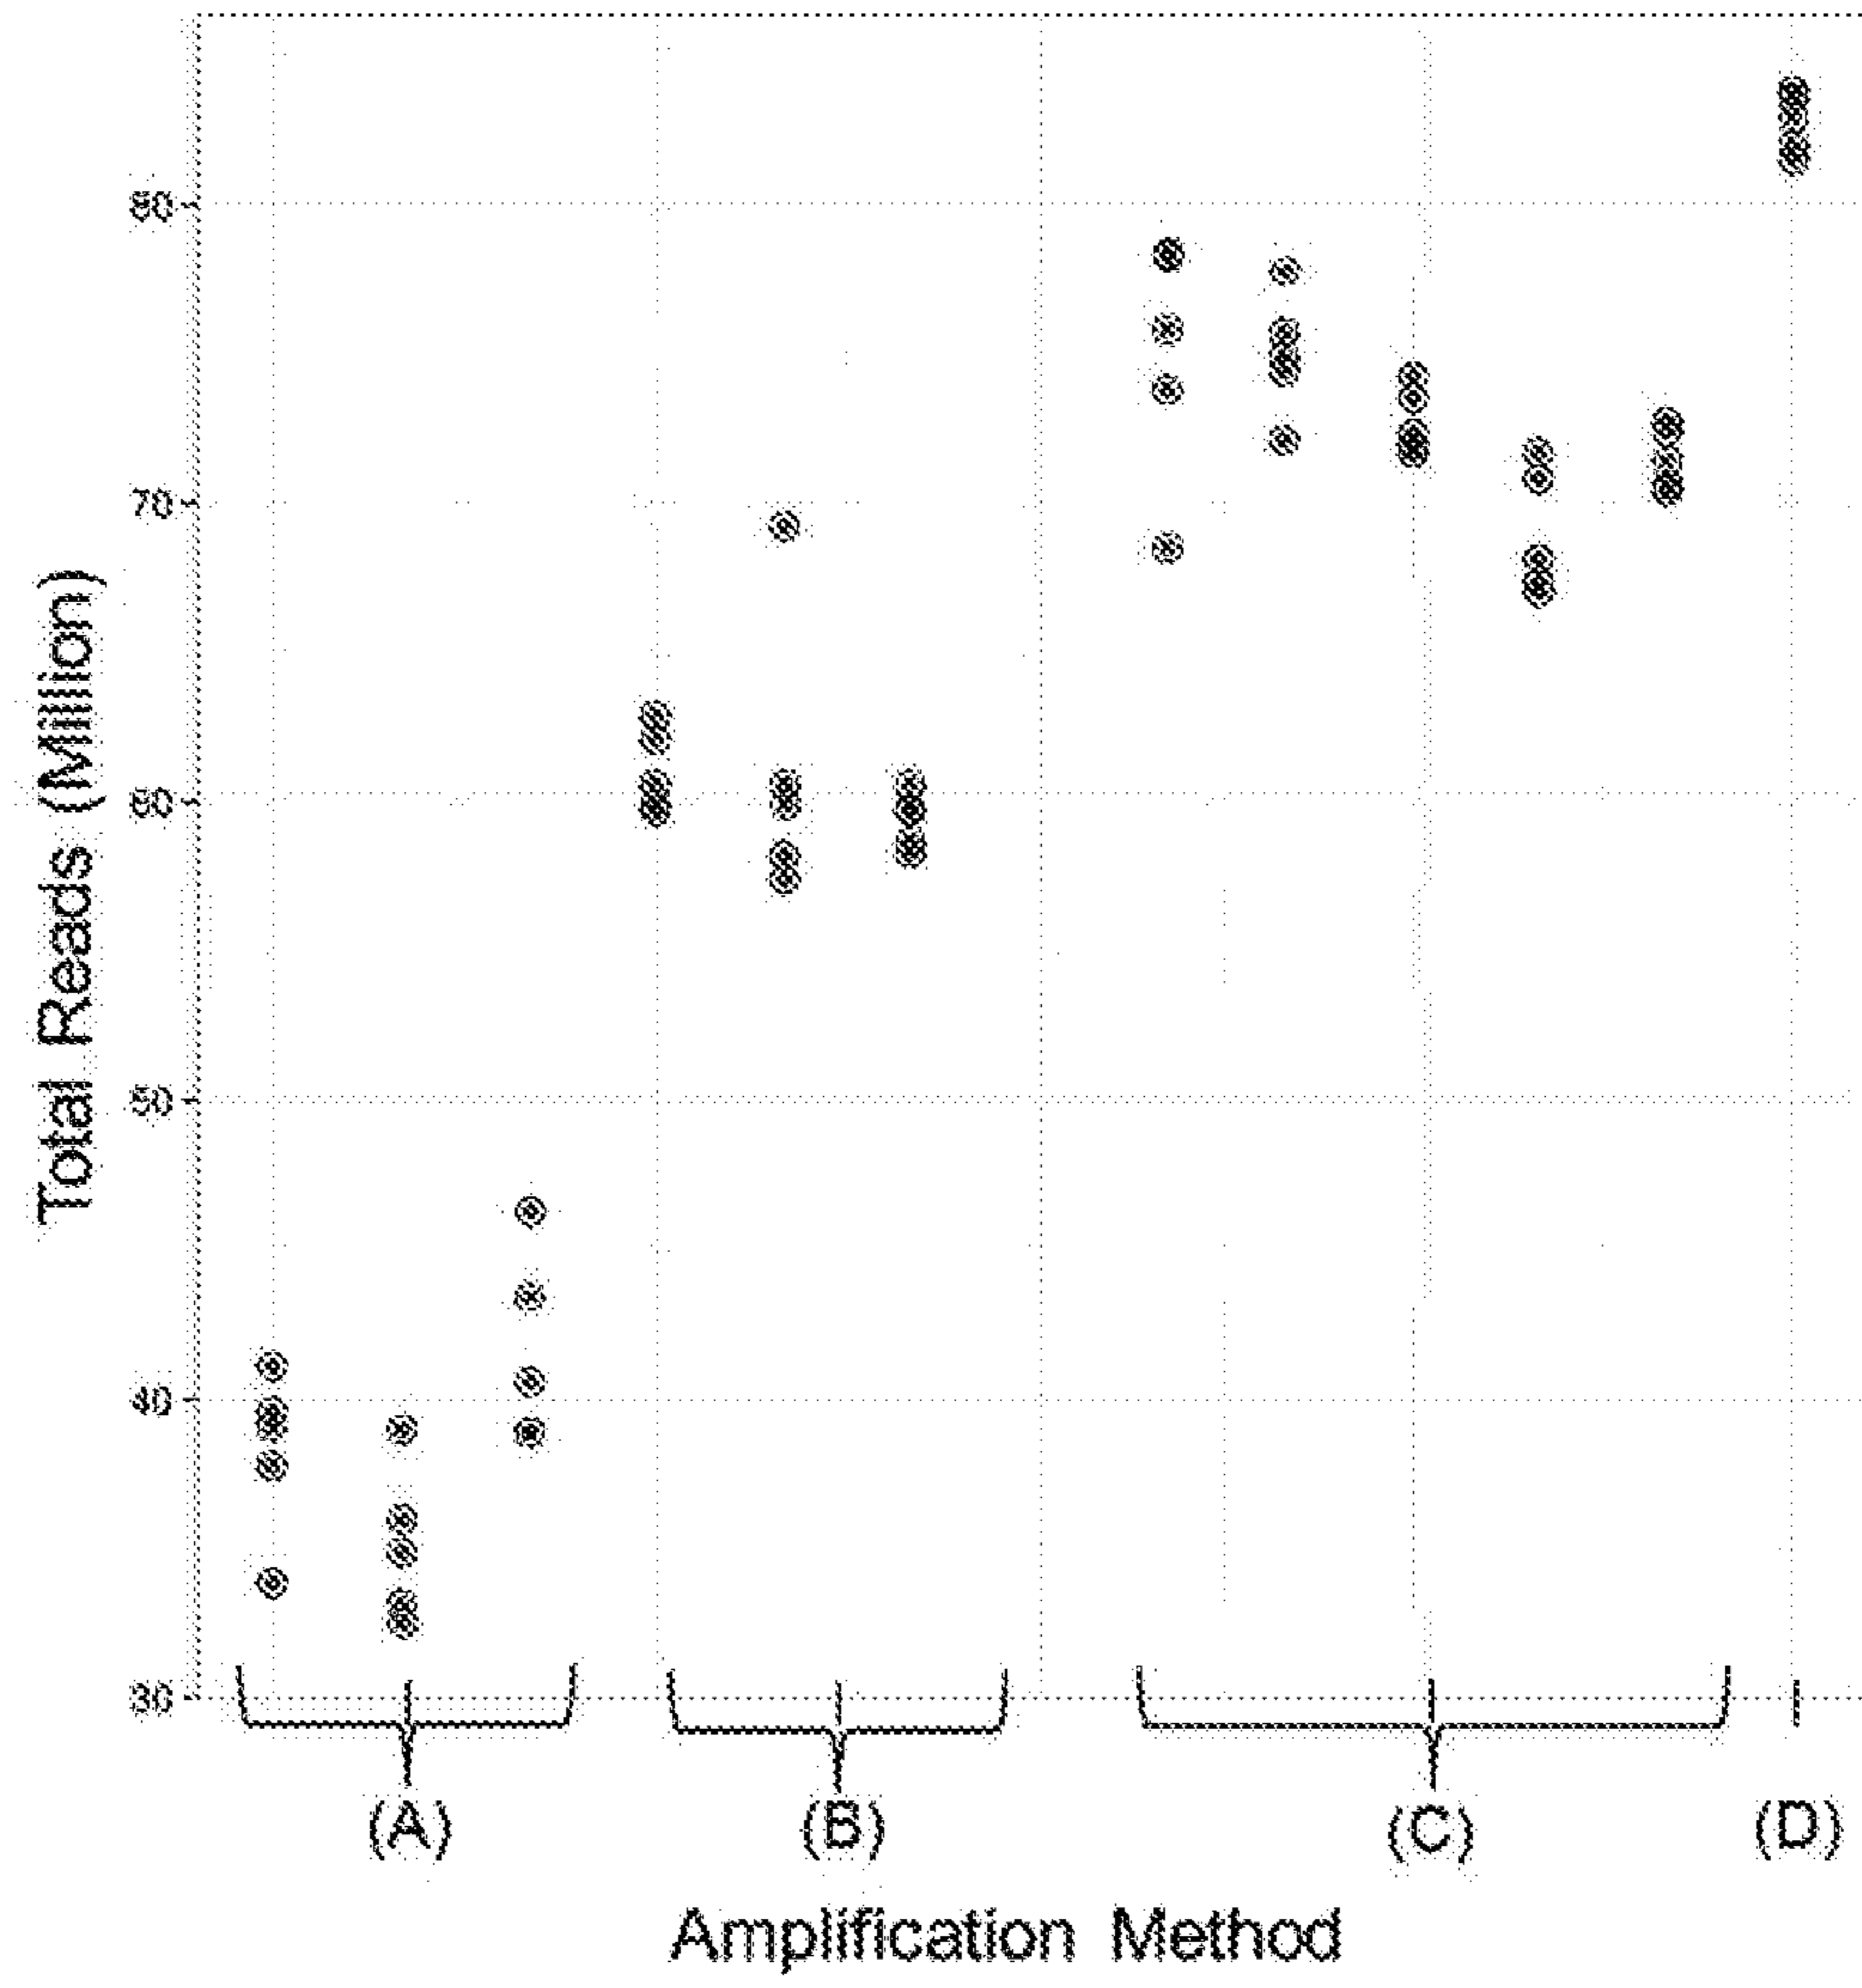 Total Reads (Million)
80
70
60
50
40
30
(A) (B) (C) (D)
Amplification Method